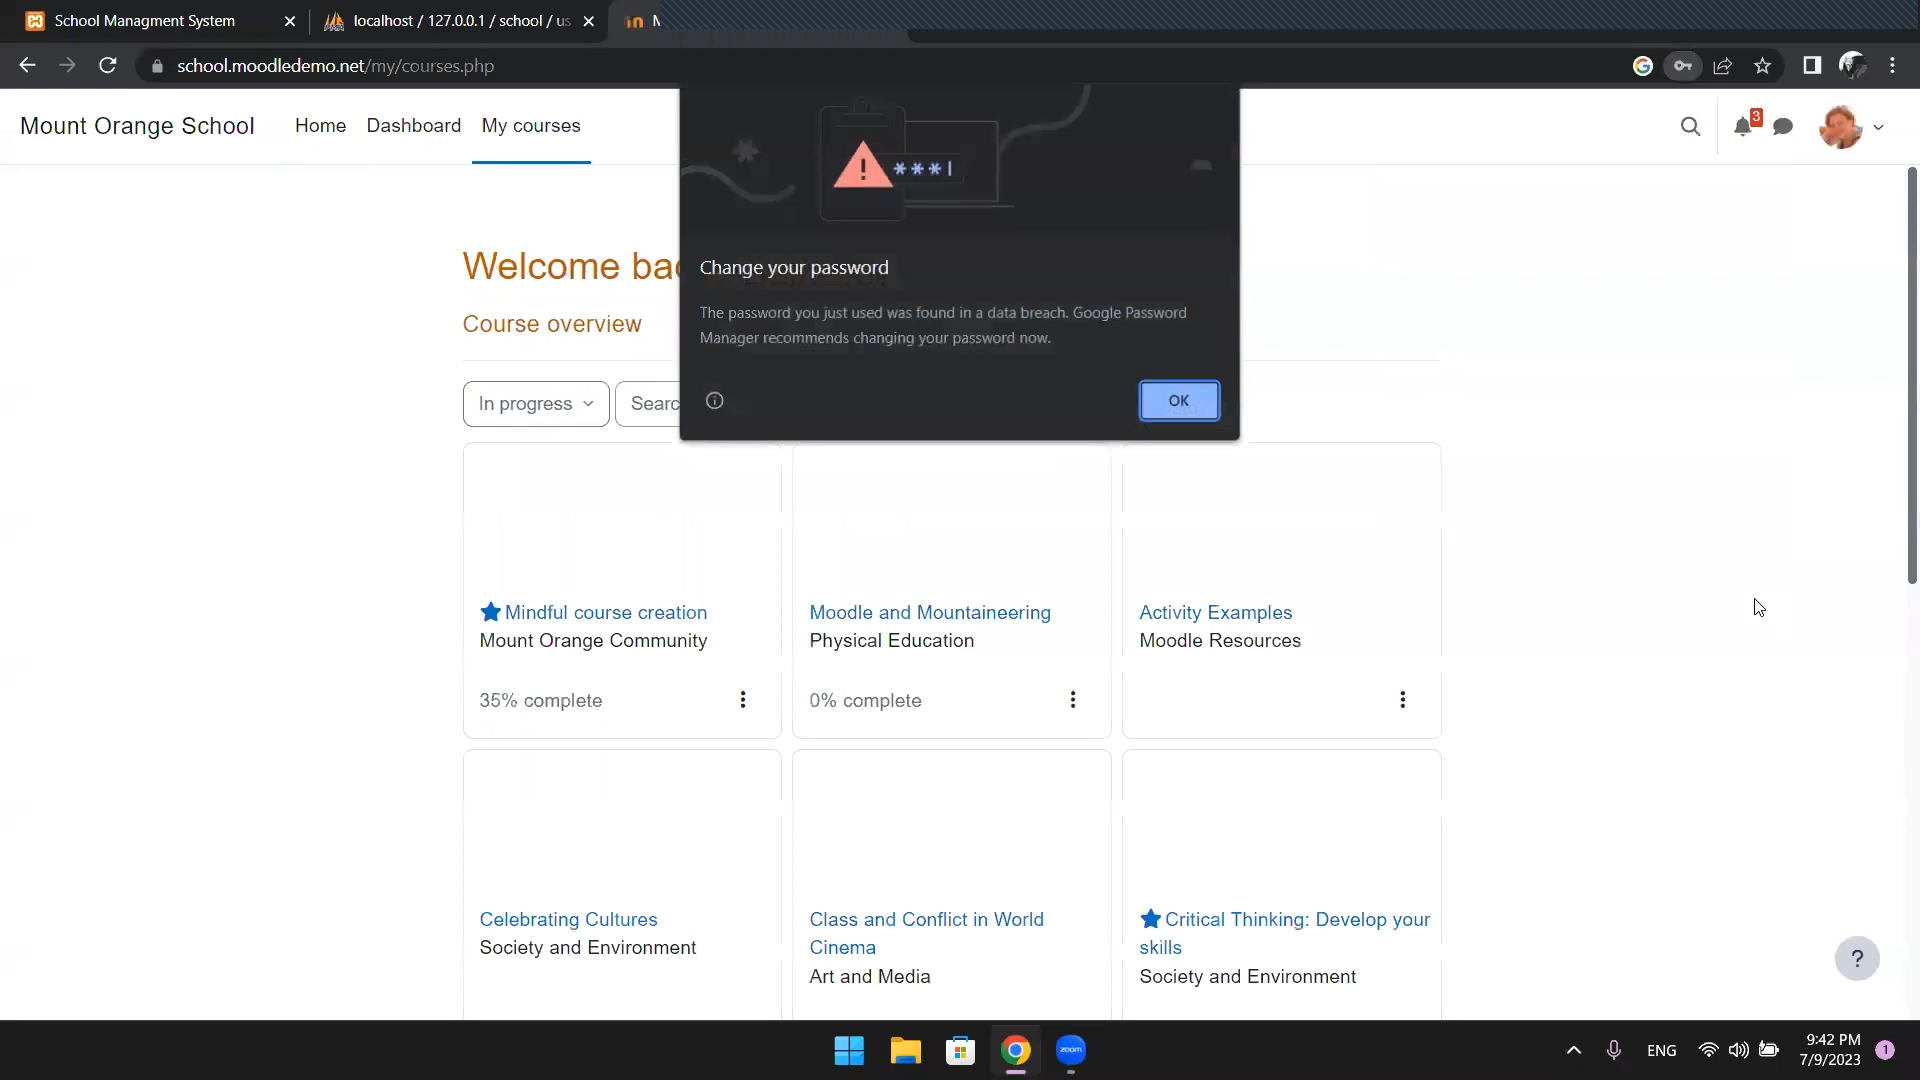 School Managment System
localhost / 127.0.0.1 / school / us
school.moodledemo.net/my/courses.php
Mount Orange School
Home
Dashboard
My courses
3
***
Welcome
Change your password
The password you just used was found in a data breach. Google Password
Manager recommends changing your password now.
OK
Course overview
In progress
Searc
Mindful course creation
Mount Orange Community
35% complete
Moodle and Mountaineering
Physical Education
0% complete
Activity Examples
Moodle Resources
Celebrating Cultures
Society and Environment
Class and Conflict in World
Cinema
Art and Media
Critical Thinking: Develop your
skills
Society and Environment
?
zoom
ENG
9:42 PM
7/9/2023
1